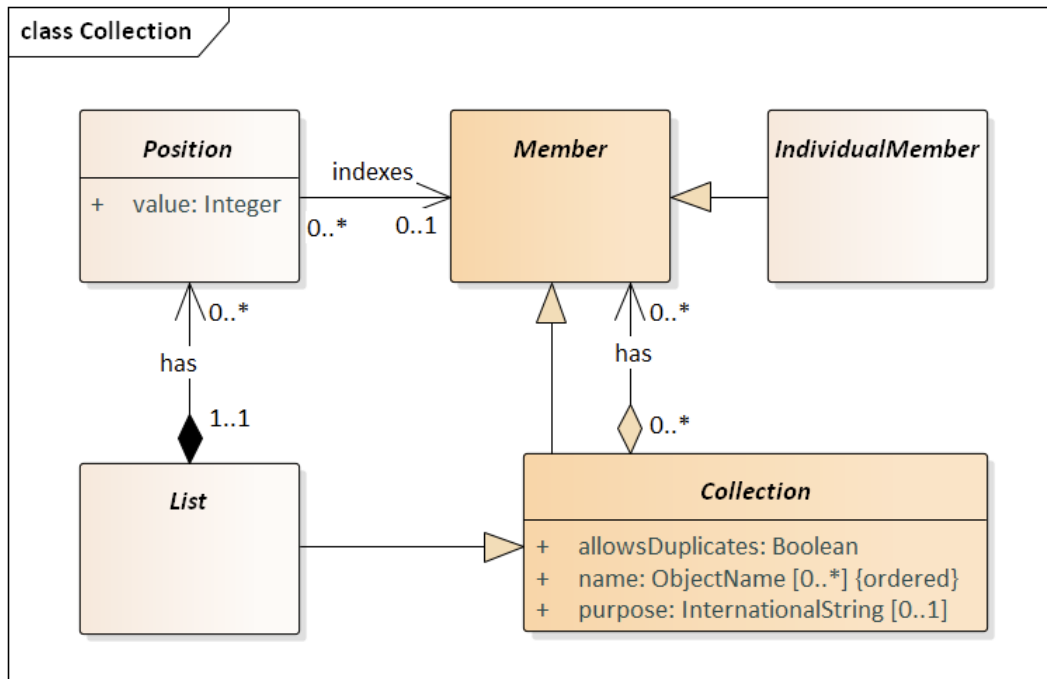 class Collection
Position
+ value: Integer
indexes
0..*
0..1
Member
IndividualMember
0..*
has
1..1
0..*
has
0..*
List
Collection
+ allowsDuplicates: Boolean
+ name: ObjectName [0..*] {ordered}
+ purpose: InternationalString [0..1]